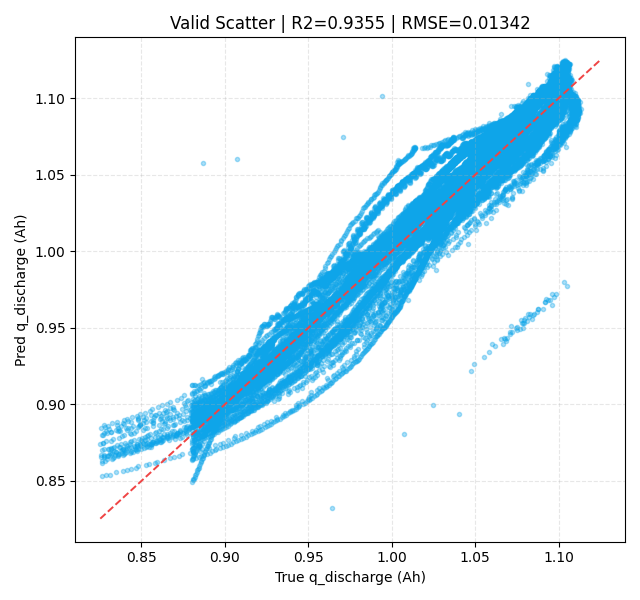 Valid Scatter | R2=0.9355 | RMSE=0.01342
Pred q_discharge (Ah)
1.10
1.05
1.00
0.95
0.90
0.85
0.85 0.90 0.95 1.00 1.05 1.10
True q_discharge (Ah)